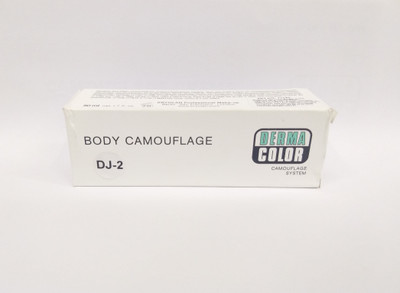 BODY CAMOUFLAGE
DJ-2
DERMA
COLOR
CAMOUFLAGE
SYSTEM